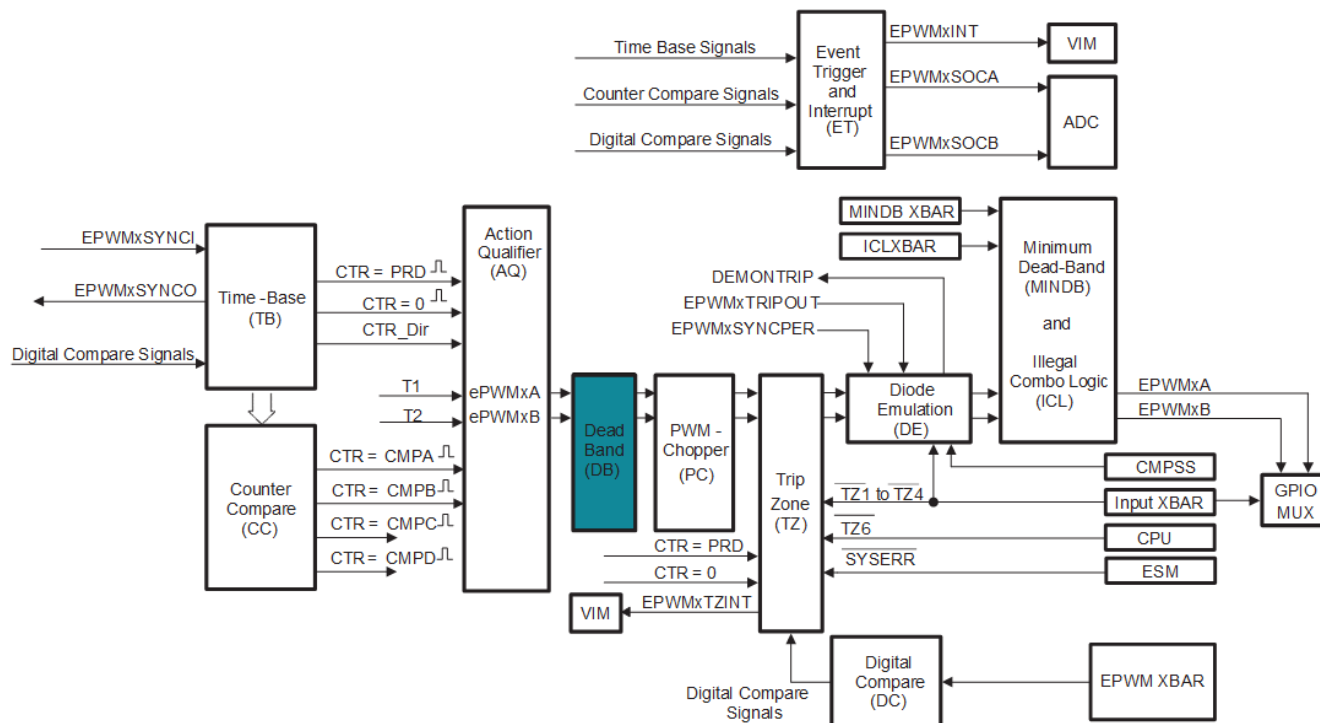 Time Base Signals
Counter Compare Signals
Digital Compare Signals
Event
Trigger
and
Interrupt
(ET)
EPWMxINT
EPWMxSOCA
EPWMxSOCB
VIM
ADC
EPWMxSYNCI
EPWMxSYNCO
Digital Compare Signals
Time -Base
(TB)
CTR = PRD
CTR = 0
CTR_Dir
T1
T2
Action
Qualifier
(AQ)
ePWMxA
ePWMxB
Counter
Compare
(CC)
CTR = CMPA
CTR = CMPB
CTR = CMPC
CTR = CMPD
Dead
Band
(DB)
PWM -
Chopper
(PC)
Trip
Zone
(TZ)
CTR = PRD
CTR = 0
EPWMxTZINT
VIM
DEMONTRIP
EPWMxTRIPOUT
EPWMxSYNCPER
Diode
Emulation
(DE)
MINDB XBAR
ICLXBAR
Minimum
Dead-Band
(MINDB)
and
Illegal
Combo Logic
(ICL)
EPWMxA
EPWMxB
CMPSS
TZ1 to TZ4
Input XBAR
GPIO
MUX
TZ6
CPU
SYSERR
ESM
Digital Compare
Signals
Digital
Compare
(DC)
EPWM XBAR